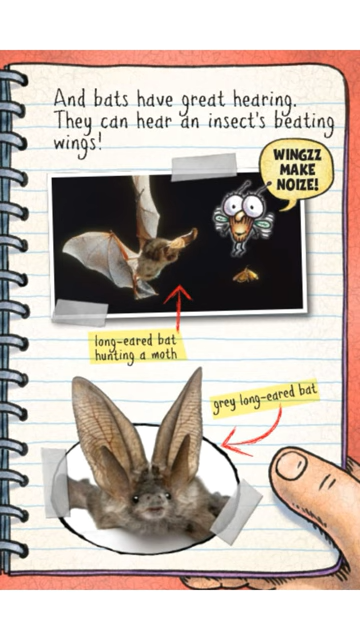 And bats have great hearing.
They can hear an insect's beating
wings!
WINGZZ
MAKE
NOIZE!
long-eared bat
hunting a moth
grey long-eared bat